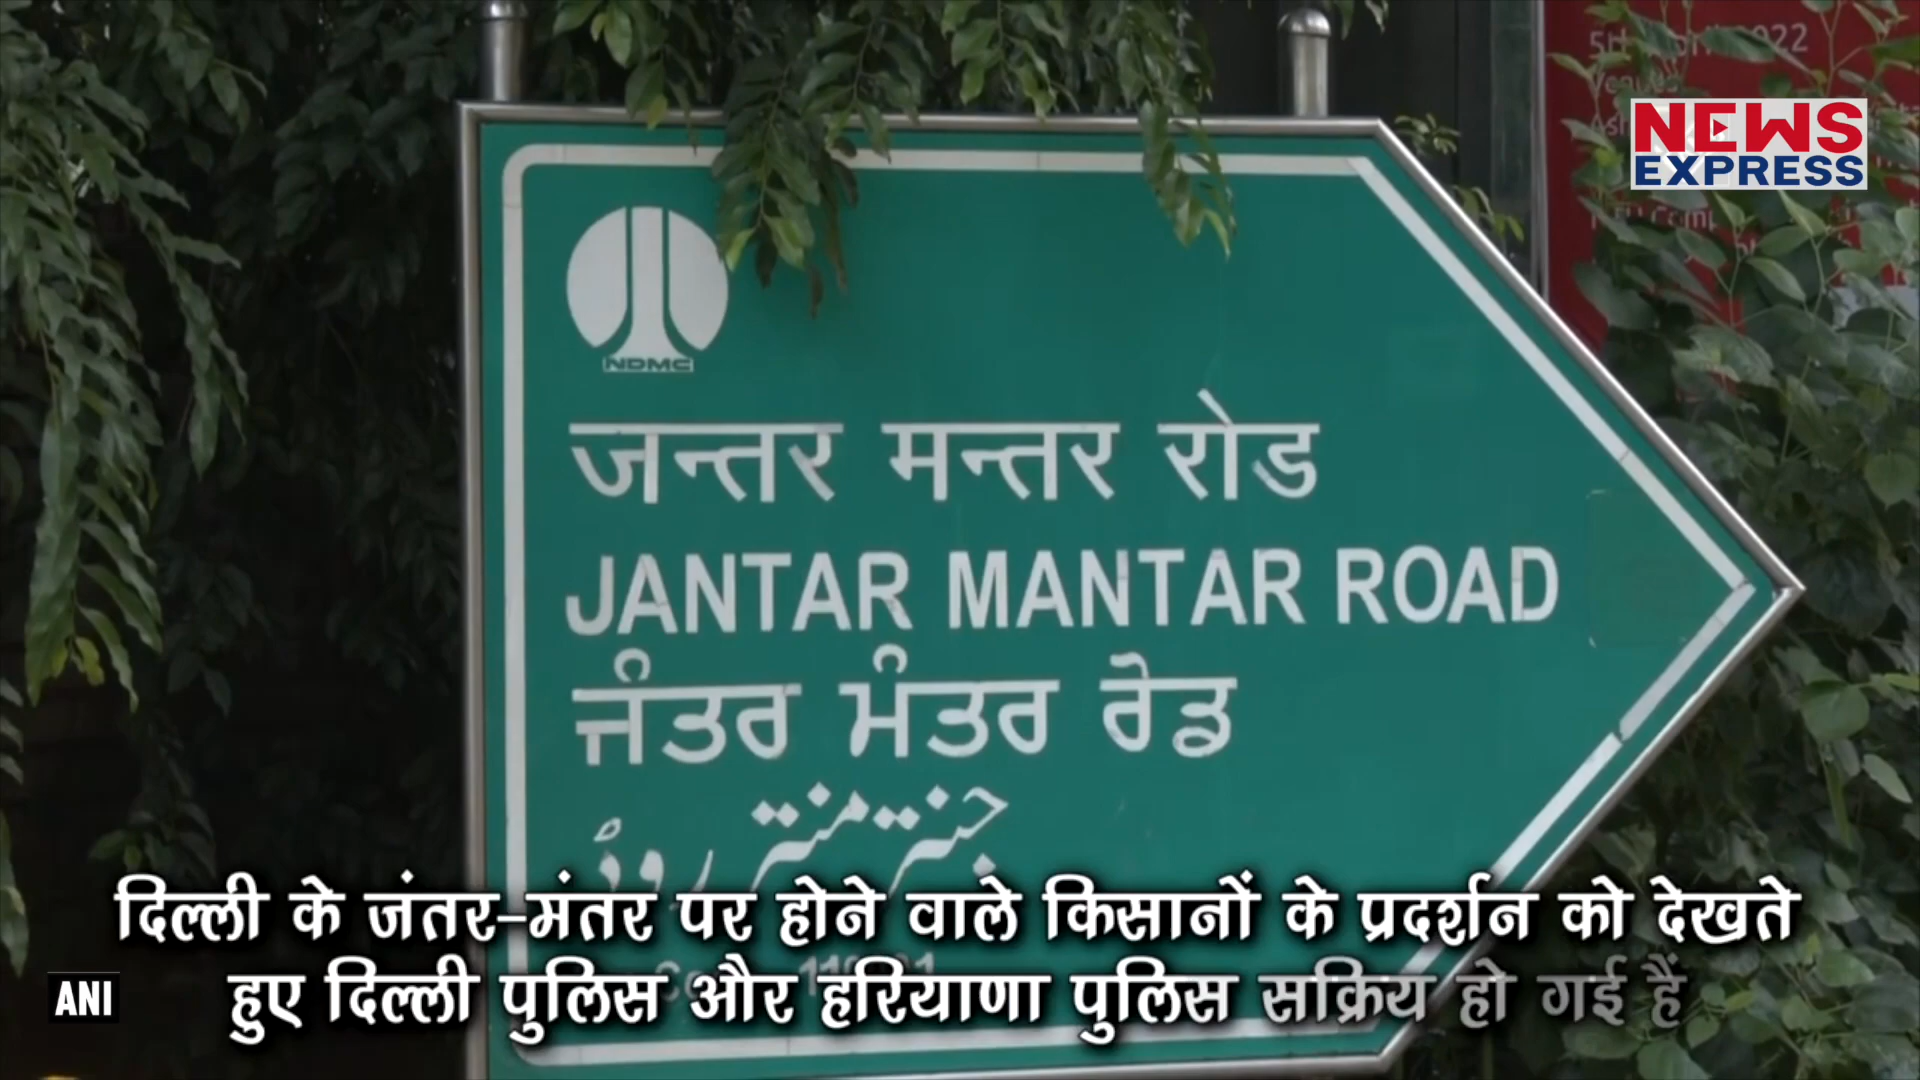 NEWS
EXPRESS
NDMC
जन्तर मन्तर रोड
JANTAR MANTAR ROAD
ਜੰਤਰ ਮੰਤਰ ਰੋਡ
جنتر منتر روڈ
दिल्ली के जंतर-मंतर पर होने वाले किसानों के प्रदर्शन को देखते
हुए दिल्ली पुलिस और हरियाणा पुलिस सक्रिय हो गई हैं
ANI